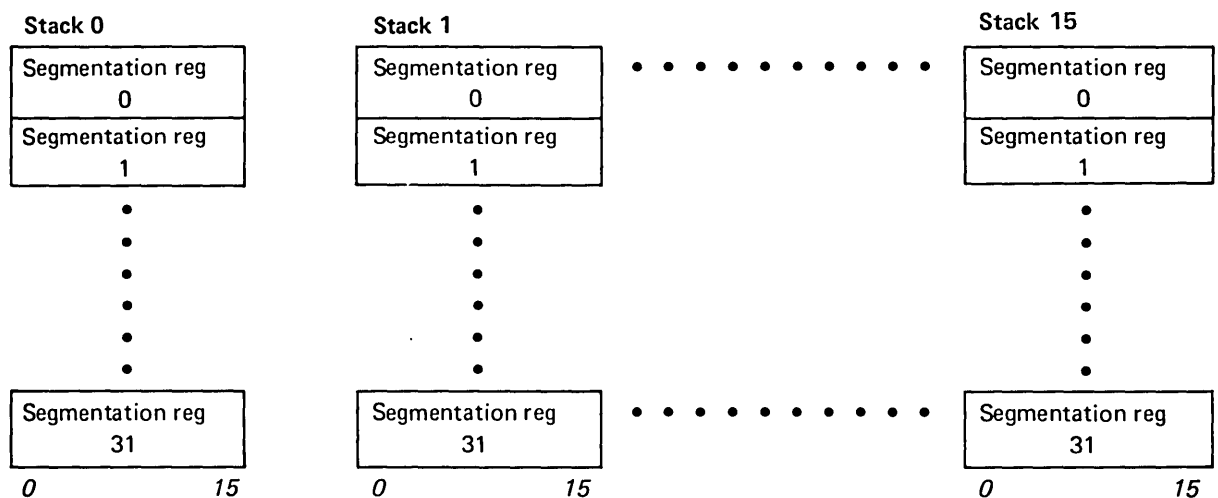 Stack 0
Segmentation reg
0
Segmentation reg
1
Segmentation reg
31
0 15
Stack 1
Segmentation reg
0
Segmentation reg
1
Segmentation reg
31
0 15
Stack 15
Segmentation reg
0
Segmentation reg
1
Segmentation reg
31
0 15